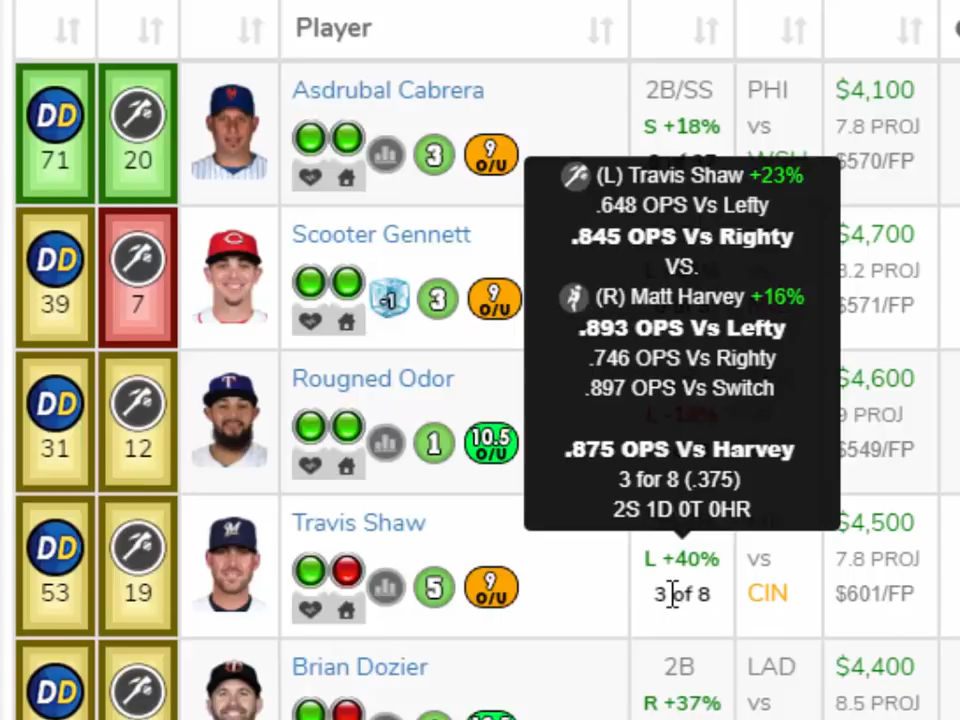 Player
DD
71
20
Asdrubal Cabrera
3
9
O/U
2B/SS
S +18%
PHI
vs
$4,100
7.8 PROJ
$570/FP
DD
39
7
Scooter Gennett
-1
3
9
O/U
$4,700
8.2 PROJ
$571/FP
(L) Travis Shaw +23%
.648 OPS Vs Lefty
.845 OPS Vs Righty
VS.
(R) Matt Harvey +16%
.893 OPS Vs Lefty
.746 OPS Vs Righty
.897 OPS Vs Switch
.875 OPS Vs Harvey
3 for 8 (.375)
2S 1D 0T 0HR
DD
31
12
Rougned Odor
1
10.5
O/U
$4,600
9 PROJ
$549/FP
DD
53
19
Travis Shaw
5
9
O/U
L +40%
3 of 8
vs
CIN
$4,500
7.8 PROJ
$601/FP
DD
Brian Dozier
2B
R +37%
LAD
vs
$4,400
8.5 PROJ